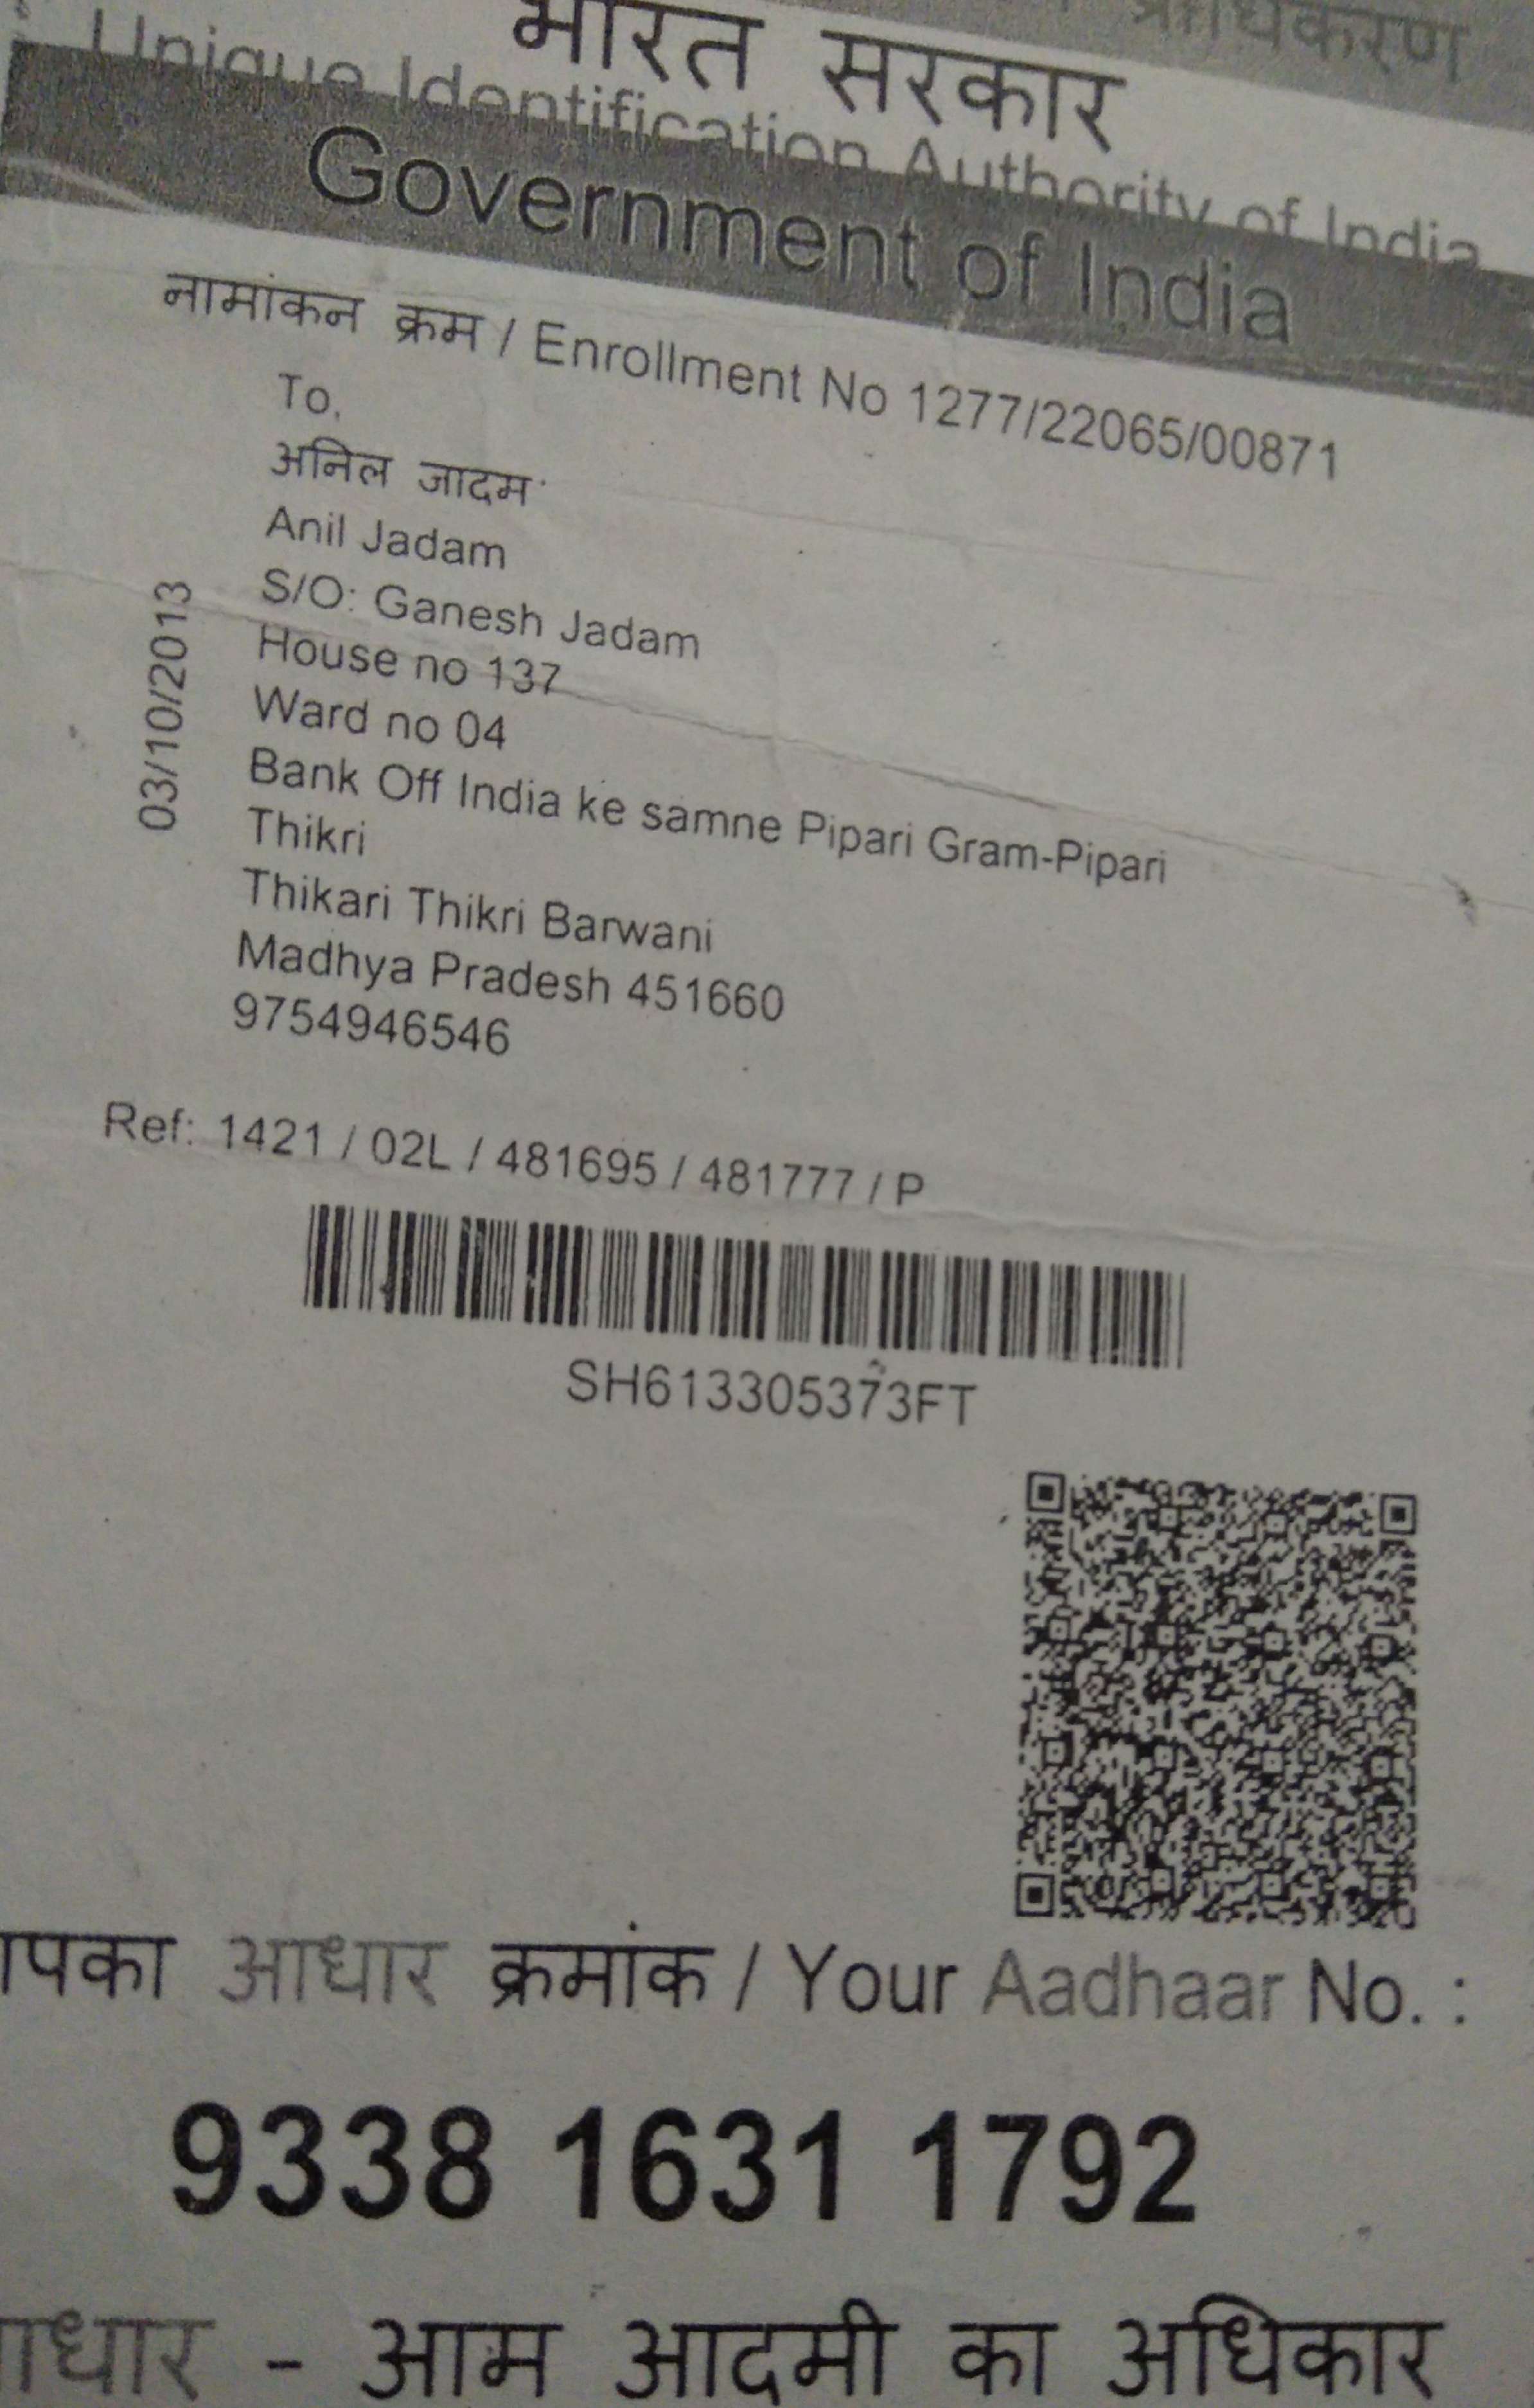 प्राधिकरण
भारत सरकार
Unique Identification Authority of India
Government of India
नामांकन क्रम / Enrollment No 1277/22065/00871
To,
अनिल जादम
Anil Jadam
S/O: Ganesh Jadam
House no 137
Ward no 04
Bank Off India ke samne Pipari Gram-Pipari
Thikri
Thikari Thikri Barwani
Madhya Pradesh 451660
9754946546
03/10/2013
Ref: 1421 / 02L / 481695 / 481777 / P
SH613305373FT
पका आधार क्रमांक / Your Aadhaar No. :
9338 1631 1792
ाधार - आम आदमी का अधिकार